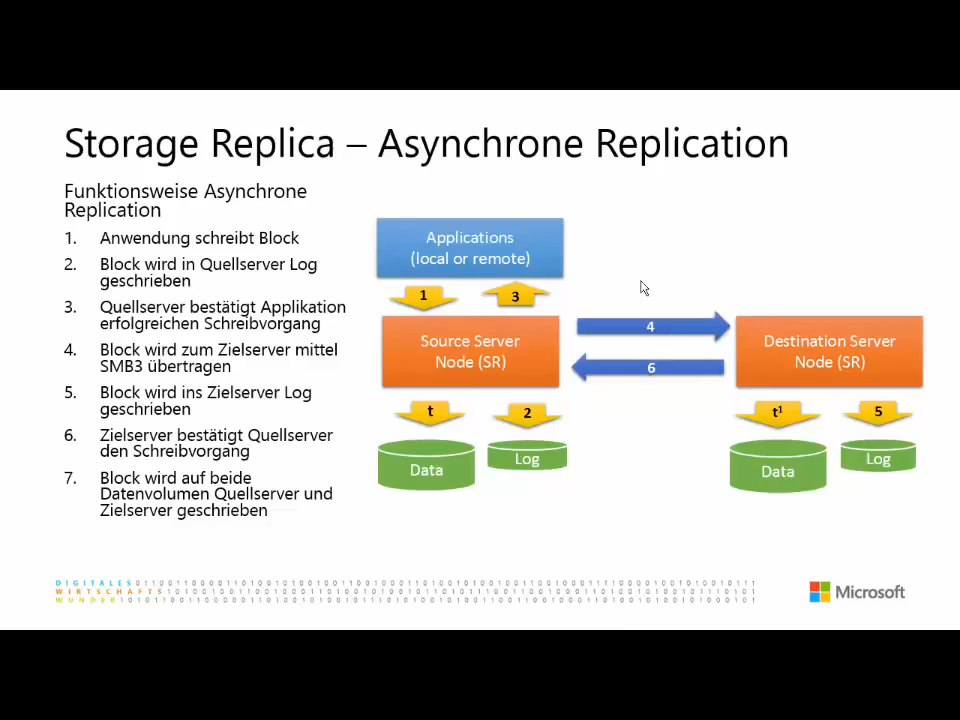 Storage Replica – Asynchrone Replication
Funktionsweise Asynchrone
Replication
1. Anwendung schreibt Block
2. Block wird in Quellserver Log
geschrieben
3. Quellserver bestätigt Applikation
erfolgreichen Schreibvorgang
4. Block wird zum Zielserver mittel
SMB3 übertragen
5. Block wird ins Zielserver Log
geschrieben
6. Zielserver bestätigt Quellserver
den Schreibvorgang
7. Block wird auf beide
Datenvolumen Quellserver und
Zielserver geschrieben
Applications
(local or remote)
1
3
Source Server
Node (SR)
4
6
Destination Server
Node (SR)
t
2
t¹
5
Data
Log
Data
Log
DIGITALES
WIRTSCHAFTS
WUNDER
Microsoft